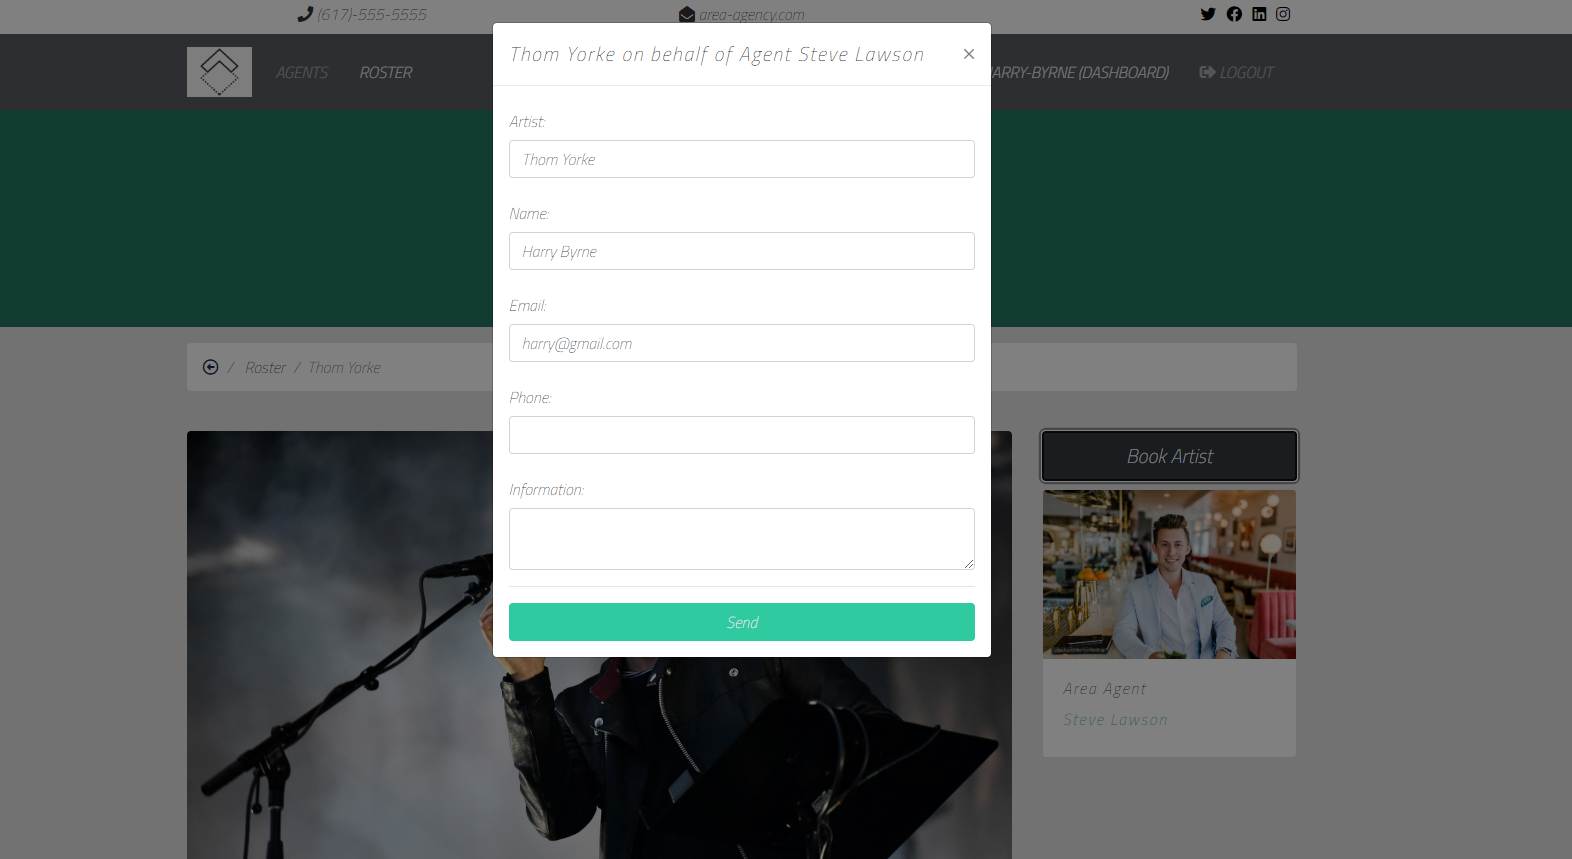 (617)-555-5555
area-agency.com
AGENTS
ROSTER
ARRY-BYRNE (DASHBOARD)
LOGOUT
Thom Yorke on behalf of Agent Steve Lawson
×
Artist:
Thom Yorke
Name:
Harry Byrne
Email:
harry@gmail.com
Phone:
Information:
Send
/ Roster / Thom Yorke
Book Artist
Area Agent
Steve Lawson